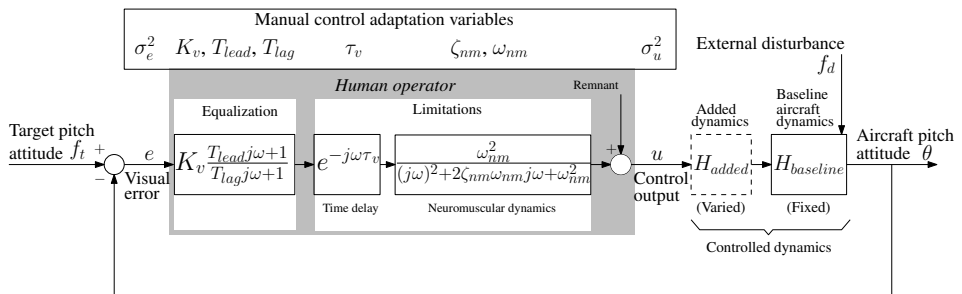 Manual control adaptation variables
σ_e^2 K_v, T_lead, T_lag τ_v ζ_nm, ω_nm σ_u^2
External disturbance
f_d
Human operator
Remnant
Equalization
Limitations
Added
dynamics
Baseline
aircraft
dynamics
Target pitch
attitude f_t
+
−
e
Visual
error
K_v (T_lead jω+1)/(T_lag jω+1)
e^{−jωτ_v}
ω_nm^2/((jω)^2+2ζ_nm ω_nm jω+ω_nm^2)
+
u
Control
output
H_added
H_baseline
Aircraft pitch
attitude θ
Time delay
Neuromuscular dynamics
(Varied)
(Fixed)
Controlled dynamics